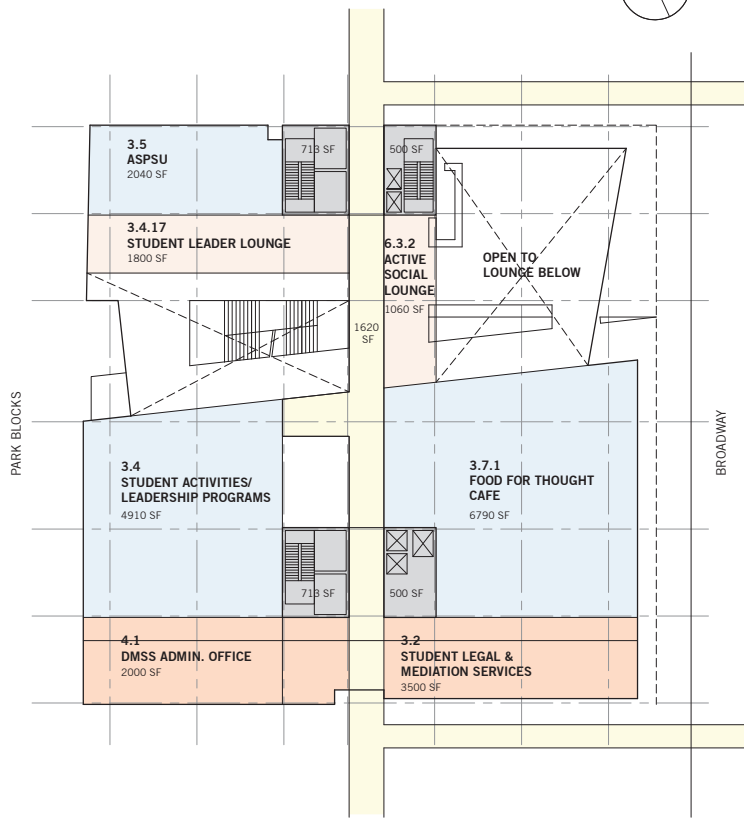 3.5
ASPSU
2040 SF
713 SF
500 SF
3.4.17
STUDENT LEADER LOUNGE
1800 SF
6.3.2
ACTIVE
SOCIAL
LOUNGE
1060 SF
OPEN TO
LOUNGE BELOW
1620
SF
PARK BLOCKS
BROADWAY
3.4
STUDENT ACTIVITIES/
LEADERSHIP PROGRAMS
4910 SF
3.7.1
FOOD FOR THOUGHT
CAFE
6790 SF
713 SF
500 SF
4.1
DMSS ADMIN. OFFICE
2000 SF
3.2
STUDENT LEGAL &
MEDIATION SERVICES
3500 SF